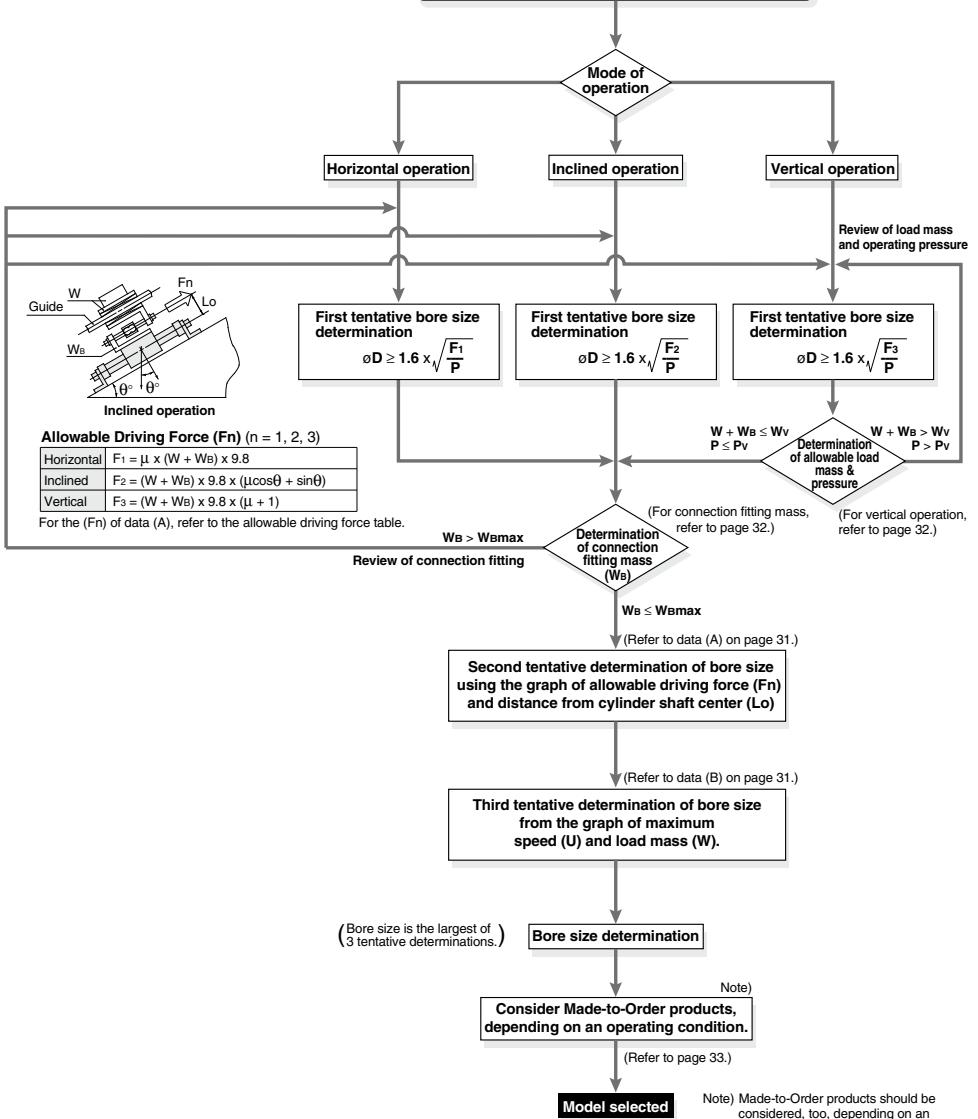 Mode of
operation
Horizontal operation
Inclined operation
Vertical operation
Review of load mass
and operating pressure
W
Guide
WB
Fn
Lo
θ°
θ°
Inclined operation
First tentative bore size
determination
øD ≥ 1.6 x √F1/P
First tentative bore size
determination
øD ≥ 1.6 x √F2/P
First tentative bore size
determination
øD ≥ 1.6 x √F3/P
Allowable Driving Force (Fn) (n = 1, 2, 3)
Horizontal F1 = μ x (W + WB) x 9.8
Inclined F2 = (W + WB) x 9.8 x (μcosθ + sinθ)
Vertical F3 = (W + WB) x 9.8 x (μ + 1)
For the (Fn) of data (A), refer to the allowable driving force table.
W + WB ≤ WV
P ≤ PV
Determination
of allowable load
mass &
pressure
W + WB > WV
P > PV
(For connection fitting mass,
refer to page 32.)
(For vertical operation,
refer to page 32.)
WB > WBmax
Review of connection fitting
Determination
of connection
fitting mass
(WB)
WB ≤ WBmax
(Refer to data (A) on page 31.)
Second tentative determination of bore size
using the graph of allowable driving force (Fn)
and distance from cylinder shaft center (Lo)
(Refer to data (B) on page 31.)
Third tentative determination of bore size
from the graph of maximum
speed (U) and load mass (W).
(Bore size is the largest of
3 tentative determinations.)
Bore size determination
Note)
Consider Made-to-Order products,
depending on an operating condition.
(Refer to page 33.)
Model selected
Note) Made-to-Order products should be
considered, too, depending on an